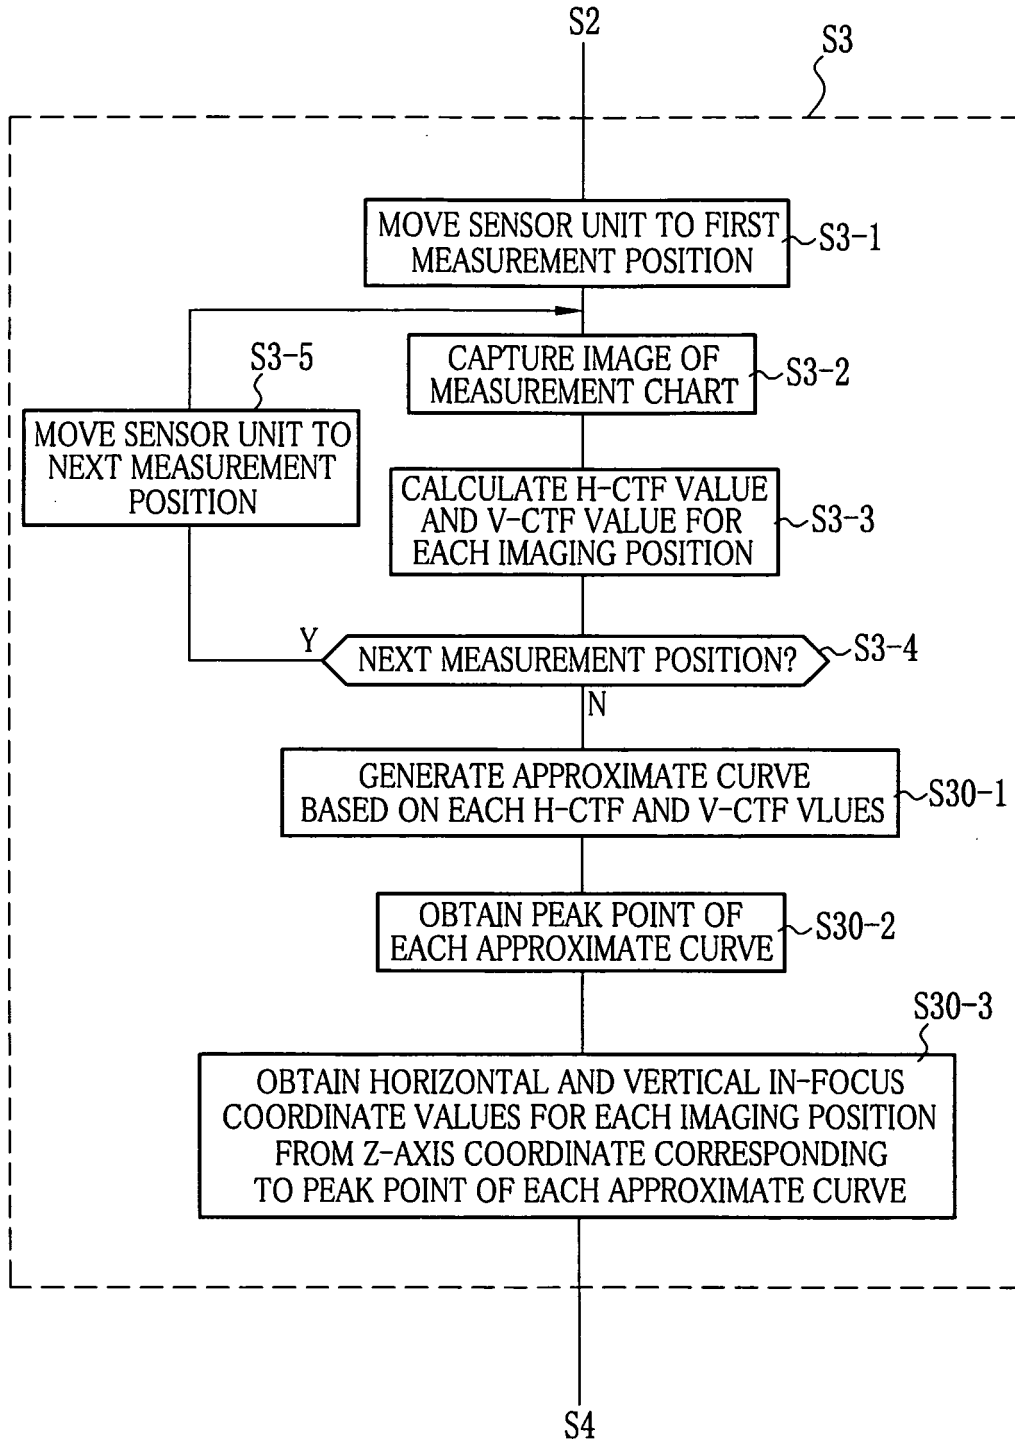 S2
S3
MOVE SENSOR UNIT TO FIRST
MEASUREMENT POSITION
S3-1
CAPTURE IMAGE OF
MEASUREMENT CHART
S3-2
S3-5
MOVE SENSOR UNIT TO
NEXT MEASUREMENT
POSITION
CALCULATE H-CTF VALUE
AND V-CTF VALUE FOR
EACH IMAGING POSITION
S3-3
Y
NEXT MEASUREMENT POSITION?
S3-4
N
GENERATE APPROXIMATE CURVE
BASED ON EACH H-CTF AND V-CTF VLUES
S30-1
OBTAIN PEAK POINT OF
EACH APPROXIMATE CURVE
S30-2
S30-3
OBTAIN HORIZONTAL AND VERTICAL IN-FOCUS
COORDINATE VALUES FOR EACH IMAGING POSITION
FROM Z-AXIS COORDINATE CORRESPONDING
TO PEAK POINT OF EACH APPROXIMATE CURVE
S4